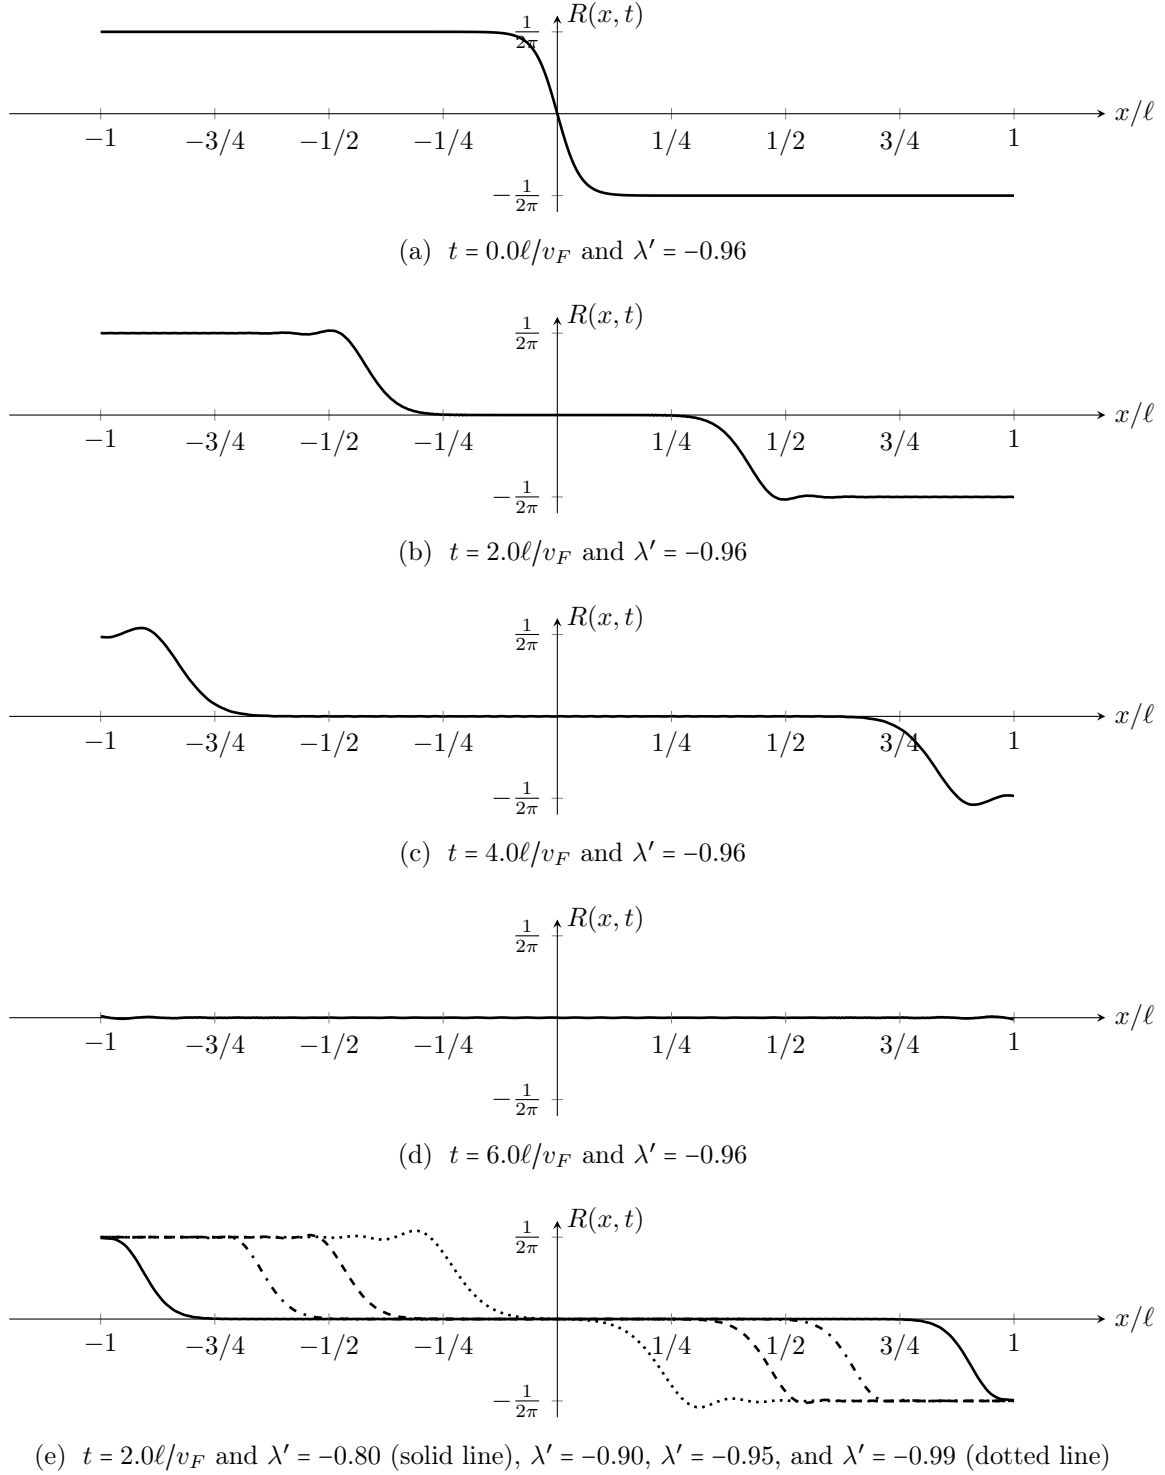 R(x, t)
1/2π
−1 −3/4 −1/2 −1/4 1/4 1/2 3/4 1 x/ℓ
−1/2π
(a) t = 0.0ℓ/v_F and λ′ = −0.96
R(x, t)
1/2π
−1 −3/4 −1/2 −1/4 1/4 1/2 3/4 1 x/ℓ
−1/2π
(b) t = 2.0ℓ/v_F and λ′ = −0.96
R(x, t)
1/2π
−1 −3/4 −1/2 −1/4 1/4 1/2 3/4 1 x/ℓ
−1/2π
(c) t = 4.0ℓ/v_F and λ′ = −0.96
R(x, t)
1/2π
−1 −3/4 −1/2 −1/4 1/4 1/2 3/4 1 x/ℓ
−1/2π
(d) t = 6.0ℓ/v_F and λ′ = −0.96
R(x, t)
1/2π
−1 −3/4 −1/2 −1/4 1/4 1/2 3/4 1 x/ℓ
−1/2π
(e) t = 2.0ℓ/v_F and λ′ = −0.80 (solid line), λ′ = −0.90, λ′ = −0.95, and λ′ = −0.99 (dotted line)